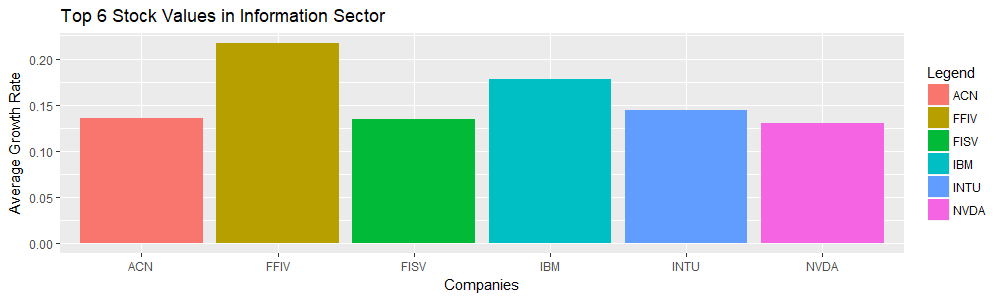 Top 6 Stock Values in Information Sector
Average Growth Rate
0.20
0.15
0.10
0.05
0.00
ACN FFIV FISV IBM INTU NVDA
Companies
Legend
ACN
FFIV
FISV
IBM
INTU
NVDA